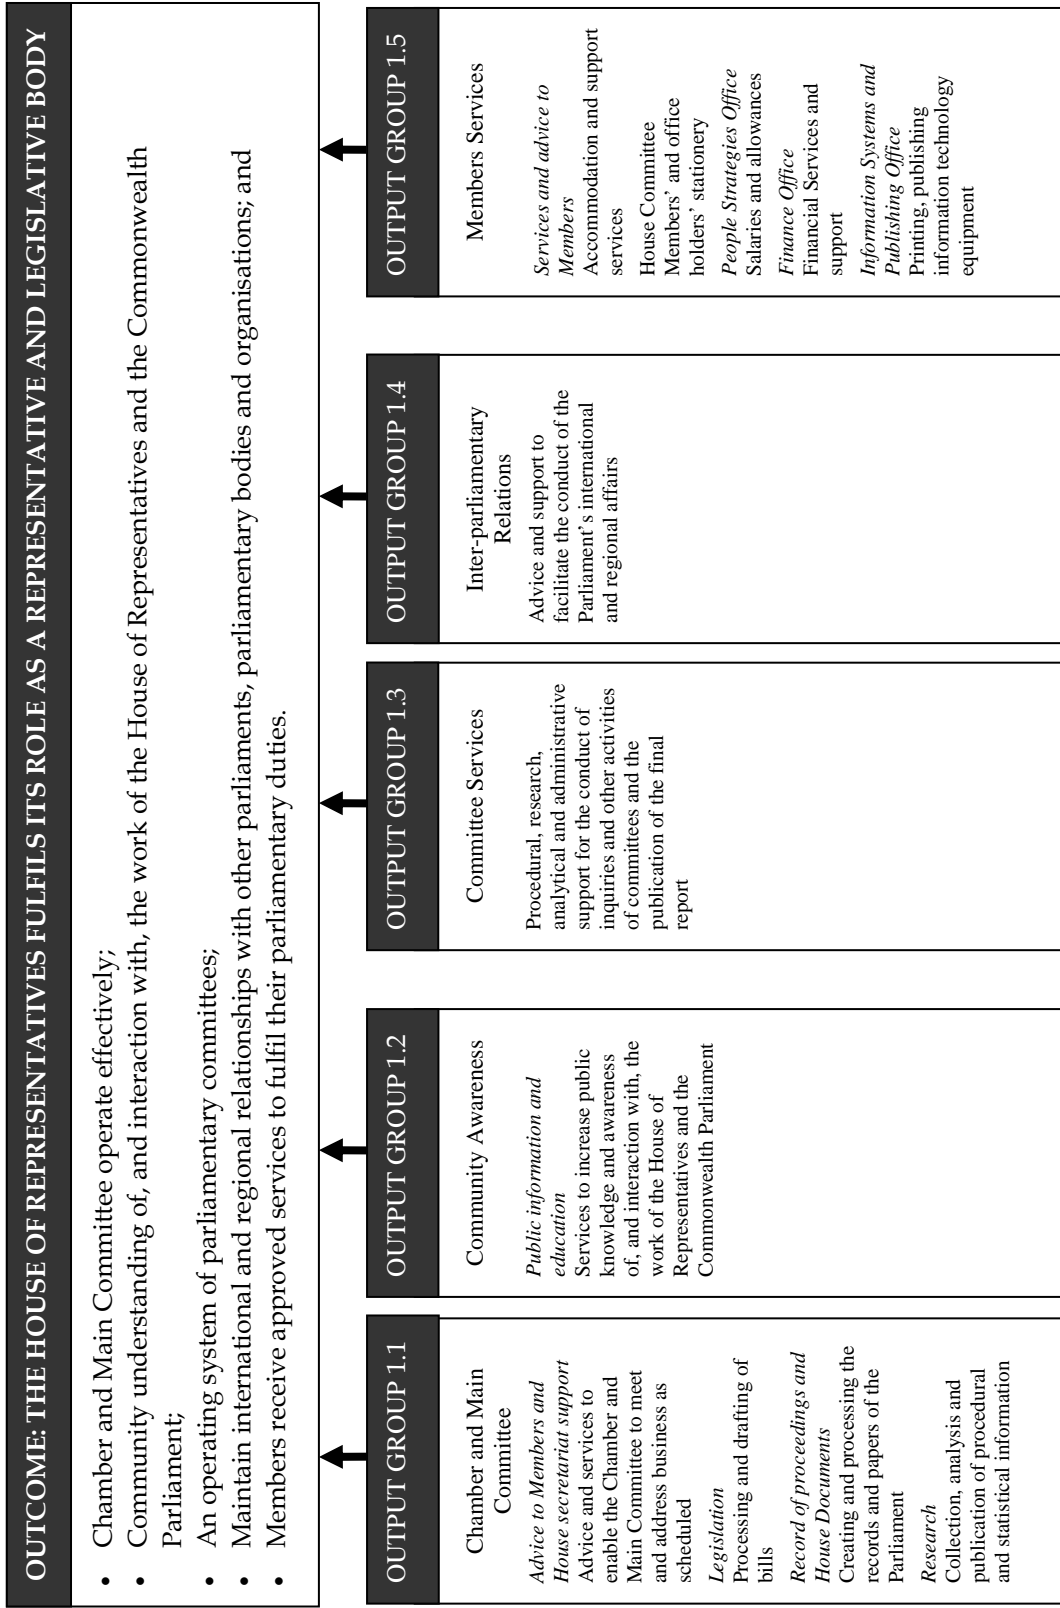 OUTCOME: THE HOUSE OF REPRESENTATIVES FULFILS ITS ROLE AS A REPRESENTATIVE AND LEGISLATIVE BODY
• Chamber and Main Committee operate effectively;
• Community understanding of, and interaction with, the work of the House of Representatives and the Commonwealth
Parliament;
• An operating system of parliamentary committees;
• Maintain international and regional relationships with other parliaments, parliamentary bodies and organisations; and
• Members receive approved services to fulfil their parliamentary duties.
OUTPUT GROUP 1.1
Chamber and Main
Committee
Advice to Members and
House secretariat support
Advice and services to
enable the Chamber and
Main Committee to meet
and address business as
scheduled
Legislation
Processing and drafting of
bills
Record of proceedings and
House Documents
Creating and processing the
records and papers of the
Parliament
Research
Collection, analysis and
publication of procedural
and statistical information
OUTPUT GROUP 1.2
Community Awareness
Public information and
education
Services to increase public
knowledge and awareness
of, and interaction with, the
work of the House of
Representatives and the
Commonwealth Parliament
OUTPUT GROUP 1.3
Committee Services
Procedural, research,
analytical and administrative
support for the conduct of
inquiries and other activities
of committees and the
publication of the final
report
OUTPUT GROUP 1.4
Inter-parliamentary
Relations
Advice and support to
facilitate the conduct of the
Parliament's international
and regional affairs
OUTPUT GROUP 1.5
Members Services
Services and advice to
Members
Accommodation and support
services
House Committee
Members' and office
holders' stationery
People Strategies Office
Salaries and allowances
Finance Office
Financial Services and
support
Information Systems and
Publishing Office
Printing, publishing
information technology
equipment